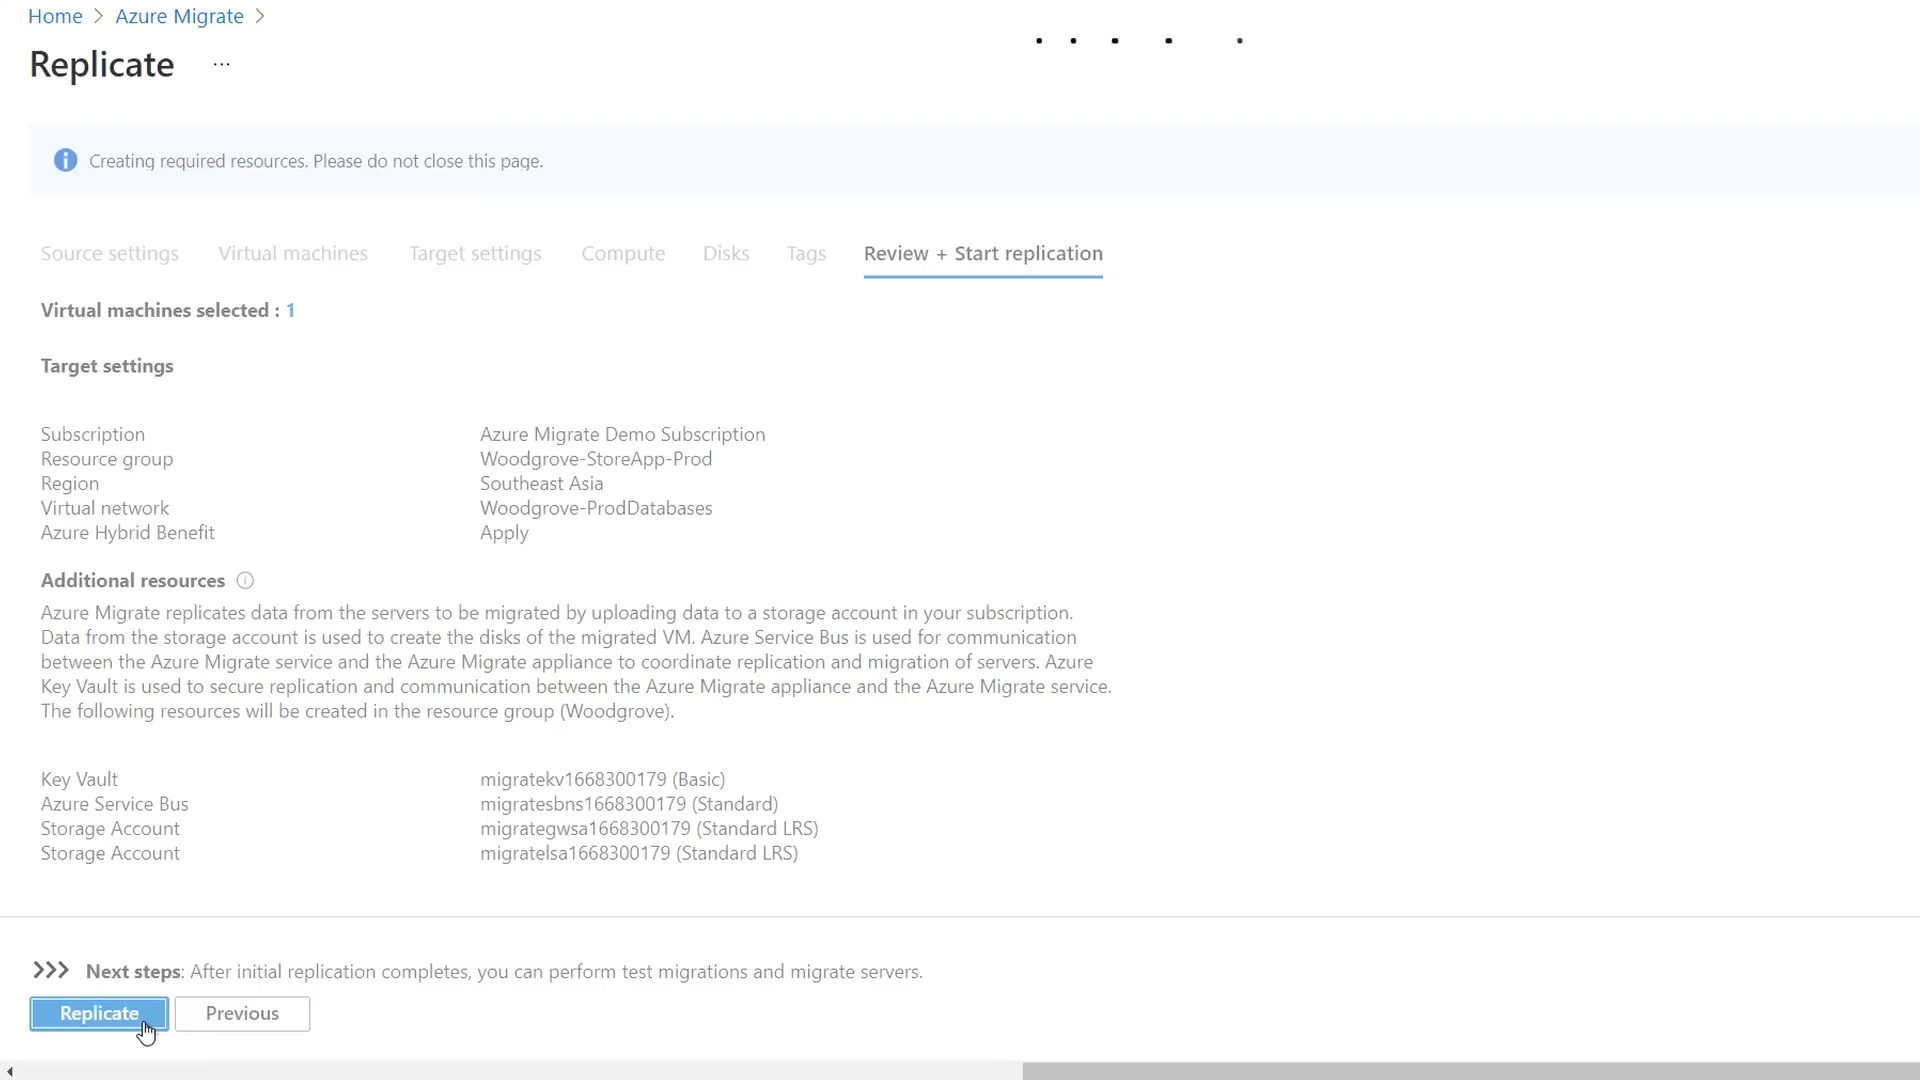 Home > Azure Migrate >
Replicate ...
Creating required resources. Please do not close this page.
Source settings Virtual machines Target settings Compute Disks Tags Review + Start replication
Virtual machines selected : 1
Target settings
Subscription Azure Migrate Demo Subscription
Resource group Woodgrove-StoreApp-Prod
Region Southeast Asia
Virtual network Woodgrove-ProdDatabases
Azure Hybrid Benefit Apply
Additional resources
Azure Migrate replicates data from the servers to be migrated by uploading data to a storage account in your subscription.
Data from the storage account is used to create the disks of the migrated VM. Azure Service Bus is used for communication
between the Azure Migrate service and the Azure Migrate appliance to coordinate replication and migration of servers. Azure
Key Vault is used to secure replication and communication between the Azure Migrate appliance and the Azure Migrate service.
The following resources will be created in the resource group (Woodgrove).
Key Vault migratekv1668300179 (Basic)
Azure Service Bus migratesbns1668300179 (Standard)
Storage Account migrategwsa1668300179 (Standard LRS)
Storage Account migratelsa1668300179 (Standard LRS)
>>> Next steps: After initial replication completes, you can perform test migrations and migrate servers.
Replicate Previous